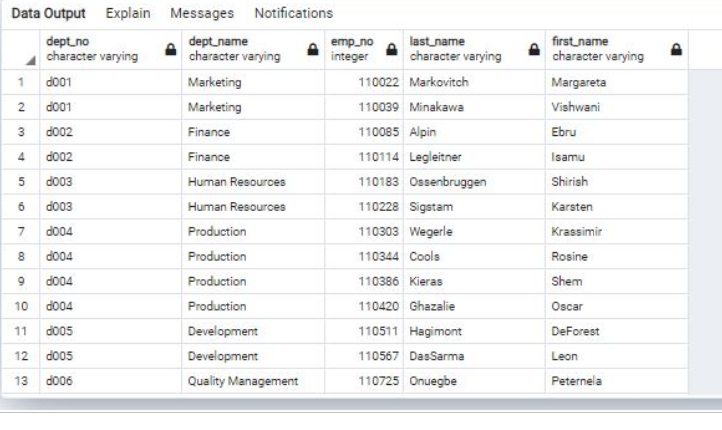 Data Output Explain Messages Notifications
dept_no dept_name emp_no last_name first_name
character varying character varying integer character varying character varying
1 d001 Marketing 110022 Markovitch Margareta
2 d001 Marketing 110039 Minakawa Vishwani
3 d002 Finance 110085 Alpin Ebru
4 d002 Finance 110114 Legleitner Isamu
5 d003 Human Resources 110183 Ossenbruggen Shirish
6 d003 Human Resources 110228 Sigstam Karsten
7 d004 Production 110303 Wegerle Krassimir
8 d004 Production 110344 Cools Rosine
9 d004 Production 110386 Kieras Shem
10 d004 Production 110420 Ghazalie Oscar
11 d005 Development 110511 Hagimont DeForest
12 d005 Development 110567 DasSarma Leon
13 d006 Quality Management 110725 Onuegbe Peternela